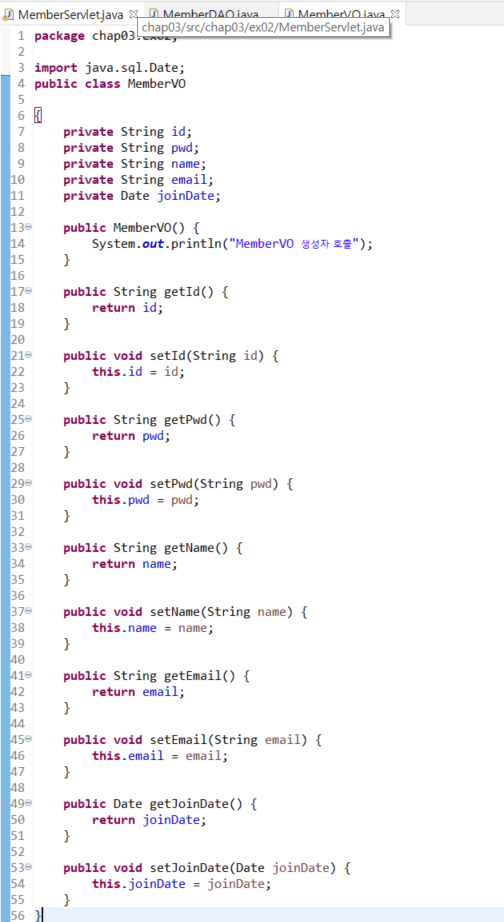 MemberServlet.java MemberDAO.java MemberVO.java
chap03/src/chap03/ex02/MemberServlet.java
1 package chap03.ex02;
2
3 import java.sql.Date;
4 public class MemberVO
5
6 {
7 private String id;
8 private String pwd;
9 private String name;
10 private String email;
11 private Date joinDate;
12
13 public MemberVO() {
14 System.out.println("MemberVO 생성자 호출");
15 }
16
17 public String getId() {
18 return id;
19 }
20
21 public void setId(String id) {
22 this.id = id;
23 }
24
25 public String getPwd() {
26 return pwd;
27 }
28
29 public void setPwd(String pwd) {
30 this.pwd = pwd;
31 }
32
33 public String getName() {
34 return name;
35 }
36
37 public void setName(String name) {
38 this.name = name;
39 }
40
41 public String getEmail() {
42 return email;
43 }
44
45 public void setEmail(String email) {
46 this.email = email;
47 }
48
49 public Date getJoinDate() {
50 return joinDate;
51 }
52
53 public void setJoinDate(Date joinDate) {
54 this.joinDate = joinDate;
55 }
56 }